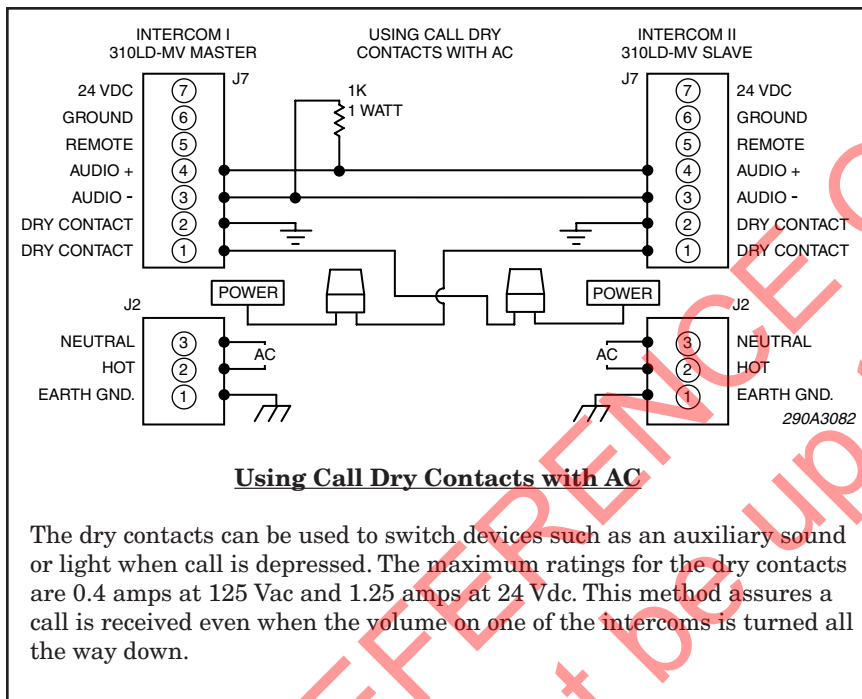 INTERCOM I
310LD-MV MASTER
USING CALL DRY
CONTACTS WITH AC
INTERCOM II
310LD-MV SLAVE
J7
24 VDC 7
GROUND 6
REMOTE 5
AUDIO + 4
AUDIO - 3
DRY CONTACT 2
DRY CONTACT 1
1K
1 WATT
J7
7 24 VDC
6 GROUND
5 REMOTE
4 AUDIO +
3 AUDIO -
2 DRY CONTACT
1 DRY CONTACT
POWER
POWER
J2
NEUTRAL 3
HOT 2
EARTH GND. 1
AC
AC
J2
3 NEUTRAL
2 HOT
1 EARTH GND.
290A3082
Using Call Dry Contacts with AC
The dry contacts can be used to switch devices such as an auxiliary sound
or light when call is depressed. The maximum ratings for the dry contacts
are 0.4 amps at 125 Vac and 1.25 amps at 24 Vdc. This method assures a
call is received even when the volume on one of the intercoms is turned all
the way down.
REFERENCE
be up